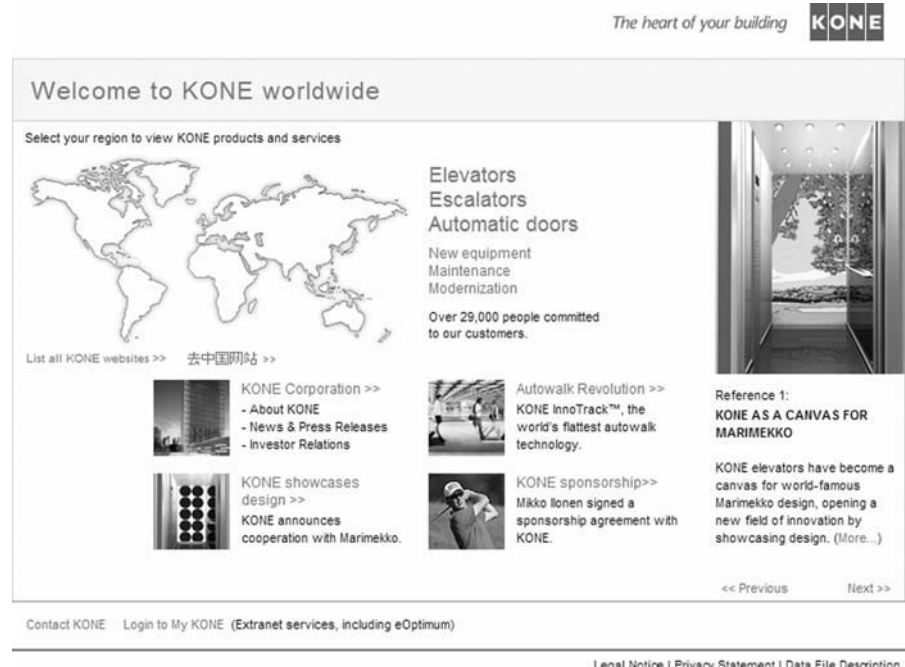 The heart of your building KONE
Welcome to KONE worldwide
Select your region to view KONE products and services
Elevators
Escalators
Automatic doors
New equipment
Maintenance
Modernization
Over 29,000 people committed
to our customers.
List all KONE websites >> 去中国网站 >>
KONE Corporation >>
- About KONE
- News & Press Releases
- Investor Relations
Autowalk Revolution >>
KONE InnoTrack™, the
world's flattest autowalk
technology.
KONE showcases
design >>
KONE announces
cooperation with Marimekko.
KONE sponsorship>>
Mikko Ilonen signed a
sponsorship agreement with
KONE.
Reference 1:
KONE AS A CANVAS FOR
MARIMEKKO
KONE elevators have become a
canvas for world-famous
Marimekko design, opening a
new field of innovation by
showcasing design. (More...)
<< Previous Next >>
Contact KONE Login to My KONE (Extranet services, including eOptimum)
Legal Notice | Privacy Statement | Data File Description